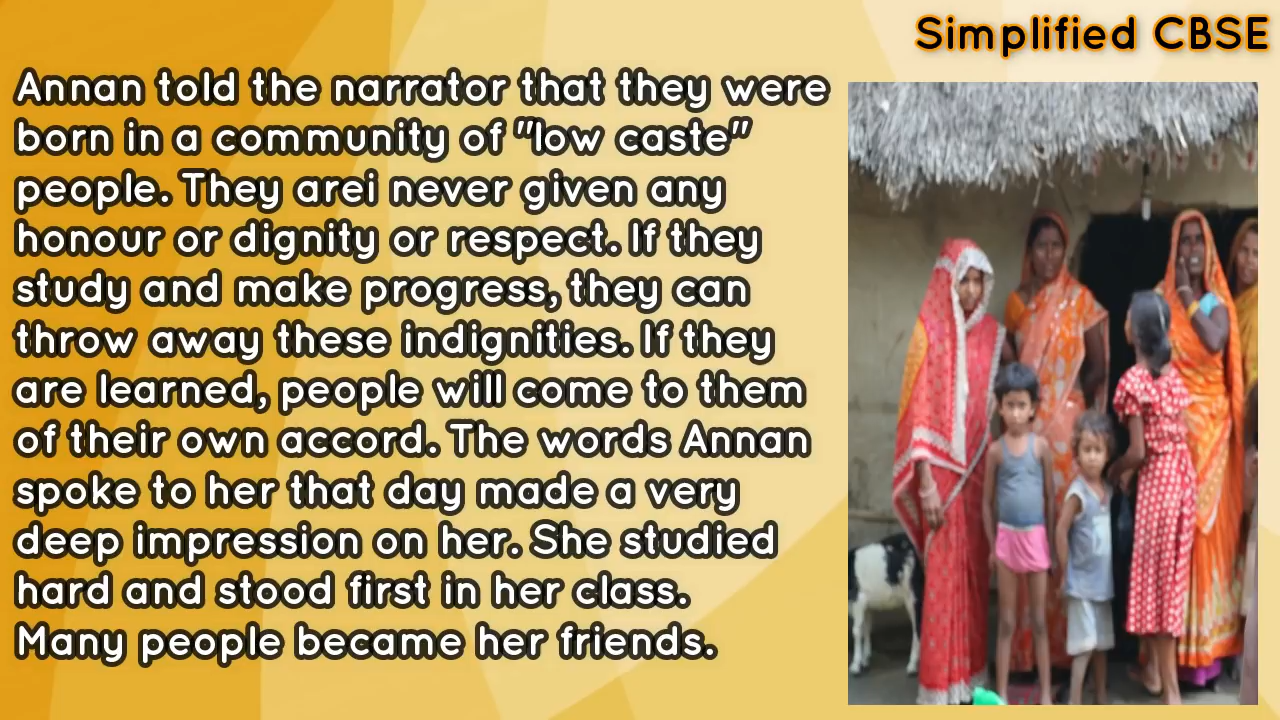 Simplified CBSE
Annan told the narrator that they were
born in a community of "low caste"
people. They arei never given any
honour or dignity or respect. If they
study and make progress, they can
throw away these indignities. If they
are learned, people will come to them
of their own accord. The words Annan
spoke to her that day made a very
deep impression on her. She studied
hard and stood first in her class.
Many people became her friends.